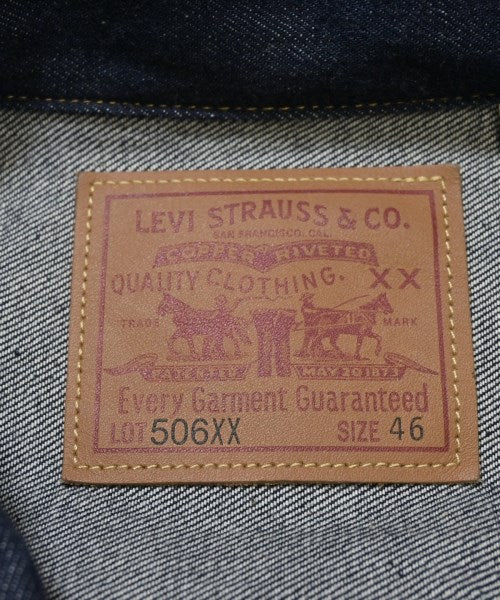 LEVI STRAUSS & CO.
SAN FRANCISCO, CAL.
COPPER RIVETED
QUALITY CLOTHING. XX
TRADE MARK
PATENTED MAY 20 1873
Every Garment Guaranteed
LOT 506XX SIZE 46